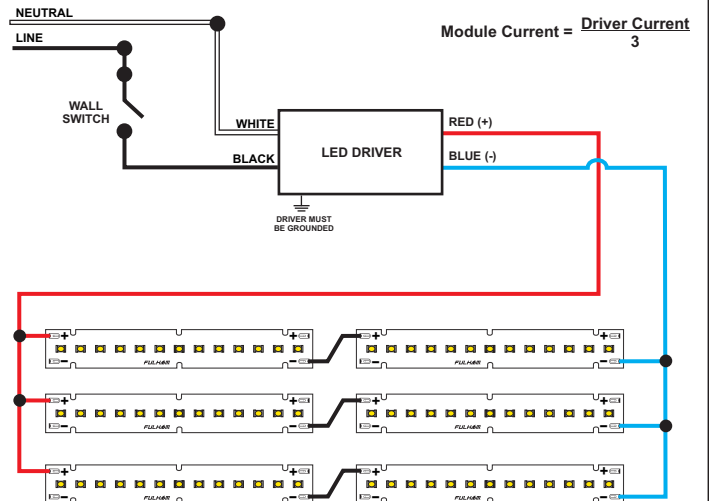 NEUTRAL
LINE
Module Current = Driver Current
3
WALL
SWITCH
WHITE
BLACK
LED DRIVER
RED (+)
BLUE (-)
DRIVER MUST
BE GROUNDED
+ + + +
- - - -
FULHAM FULHAM
+ + + +
- - - -
FULHAM FULHAM
+ + + +
- - - -
FULHAM FULHAM